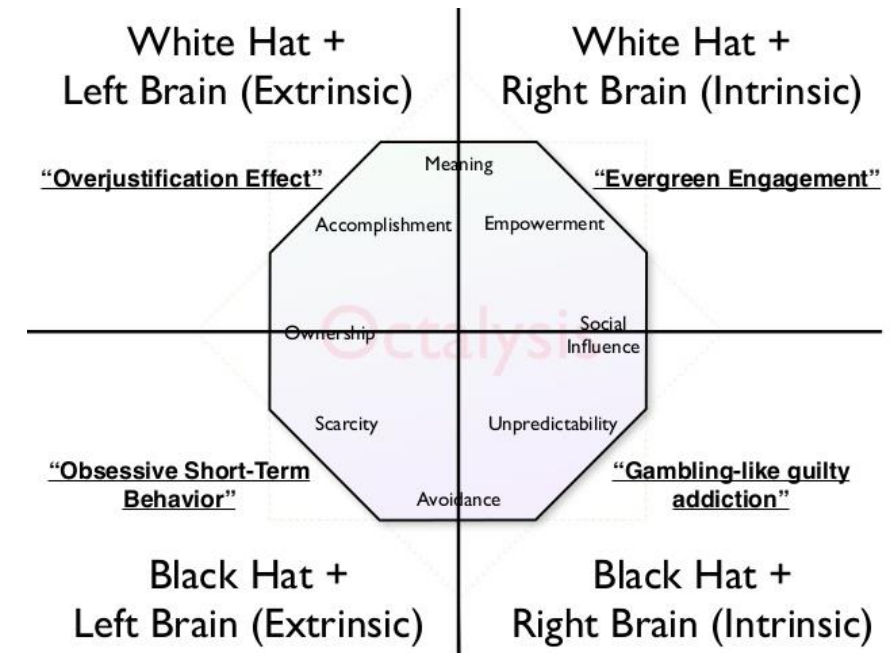 White Hat +
Left Brain (Extrinsic)
White Hat +
Right Brain (Intrinsic)
“Overjustification Effect”
“Evergreen Engagement”
Meaning
Accomplishment
Empowerment
Octalysis
Ownership
Social
Influence
Scarcity
Unpredictability
“Obsessive Short-Term
Behavior”
“Gambling-like guilty
addiction”
Avoidance
Black Hat +
Left Brain (Extrinsic)
Black Hat +
Right Brain (Intrinsic)